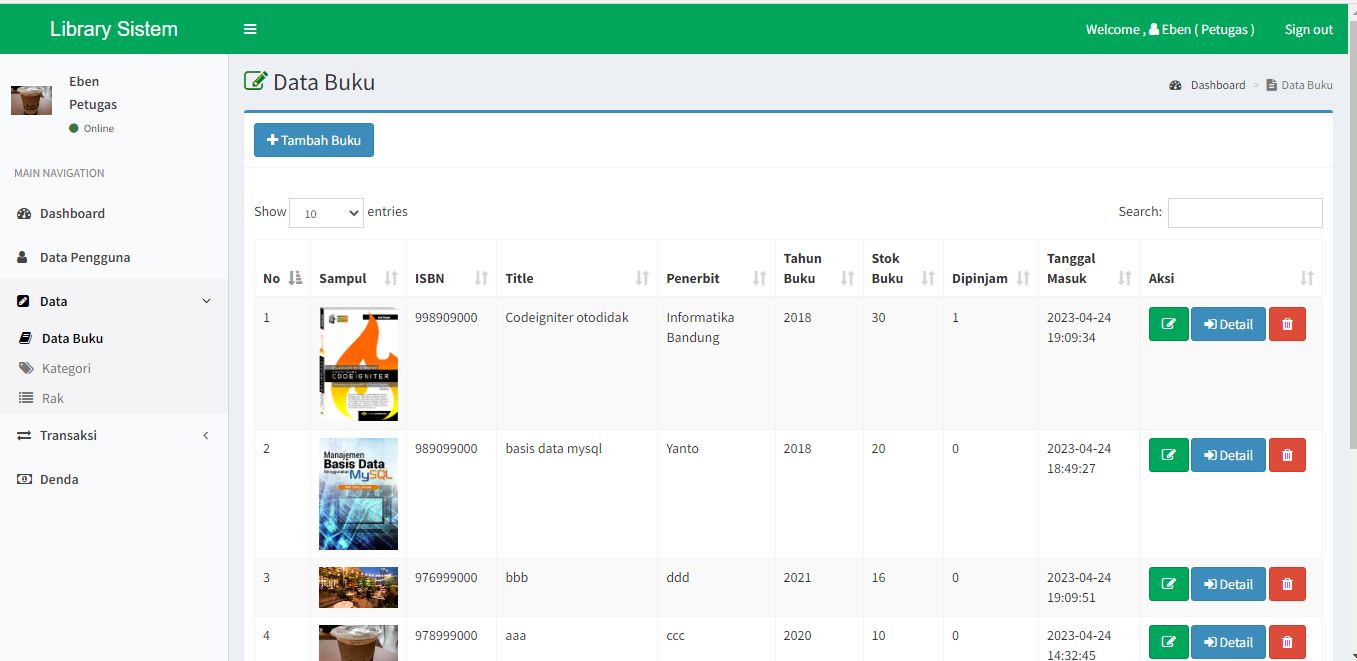 Library Sistem
Welcome , Eben ( Petugas )
Sign out
Eben
Petugas
Online
MAIN NAVIGATION
Dashboard
Data Pengguna
Data
Data Buku
Kategori
Rak
Transaksi
Denda
Data Buku
Dashboard > Data Buku
Tambah Buku
Show 10 entries
Search:
No Sampul ISBN Title Penerbit Tahun Buku Stok Buku Dipinjam Tanggal Masuk Aksi
1 998909000 Codeigniter otodidak Informatika Bandung 2018 30 1 2023-04-24 19:09:34 Detail
CODEIGNITER
2 989099000 basis data mysql Yanto 2018 20 0 2023-04-24 18:49:27 Detail
Manajemen
Basis Data
Menggunakan
MySQL
3 976999000 bbb ddd 2021 16 0 2023-04-24 19:09:51 Detail
4 978999000 aaa ccc 2020 10 0 2023-04-24 14:32:45 Detail